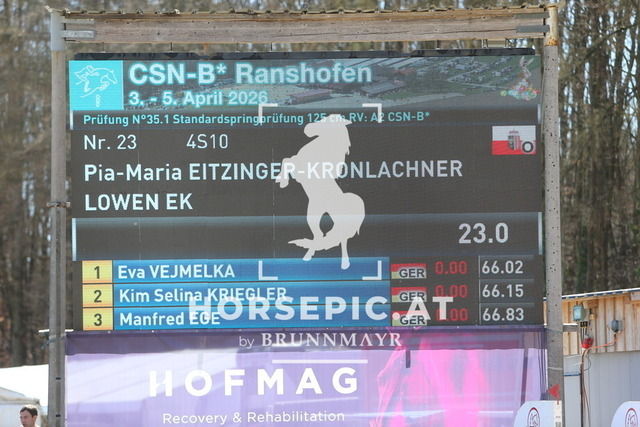 CSN-B* Ranshofen
3. - 5. April 2026
Prüfung N°35.1 Standardspringprüfung 125 cm RV: A2 CSN-B*
Nr. 23 4S10
Pia-Maria EITZINGER-KRONLACHNER
LOWEN EK
23.0
1 Eva VEJMELKA GER 0.00 66.02
2 Kim Selina KRIEGLER GER 0.00 66.15
3 Manfred EGE GER 0.00 66.83
HORSEPIC.AT
by BRUNNMAYR
HOFMAG
Recovery & Rehabilitation